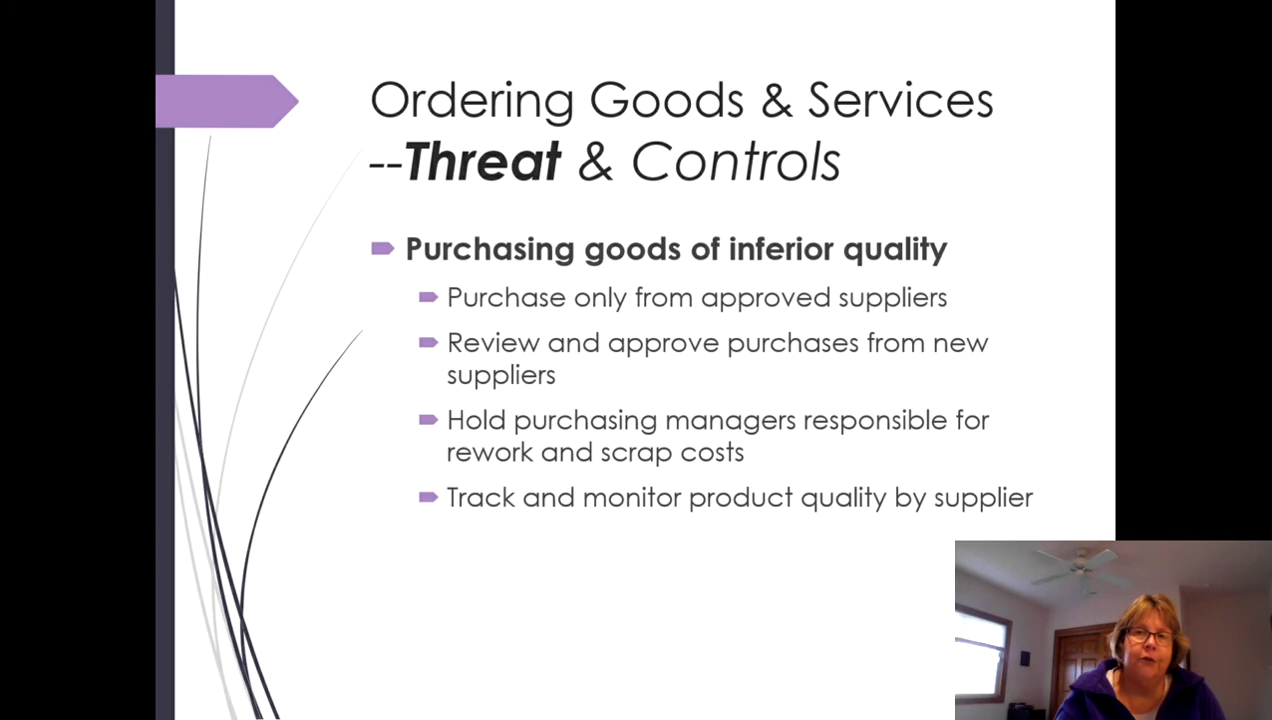 Ordering Goods & Services
--Threat & Controls
Purchasing goods of inferior quality
Purchase only from approved suppliers
Review and approve purchases from new
suppliers
Hold purchasing managers responsible for
rework and scrap costs
Track and monitor product quality by supplier